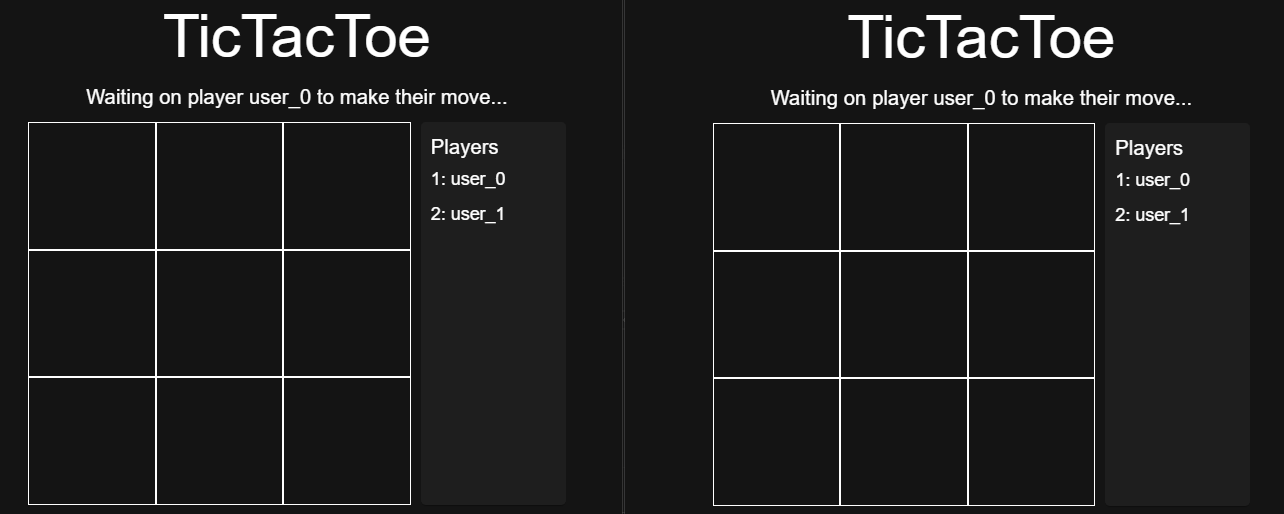 TicTacToe
Waiting on player user_0 to make their move...
Players
1: user_0
2: user_1
TicTacToe
Waiting on player user_0 to make their move...
Players
1: user_0
2: user_1